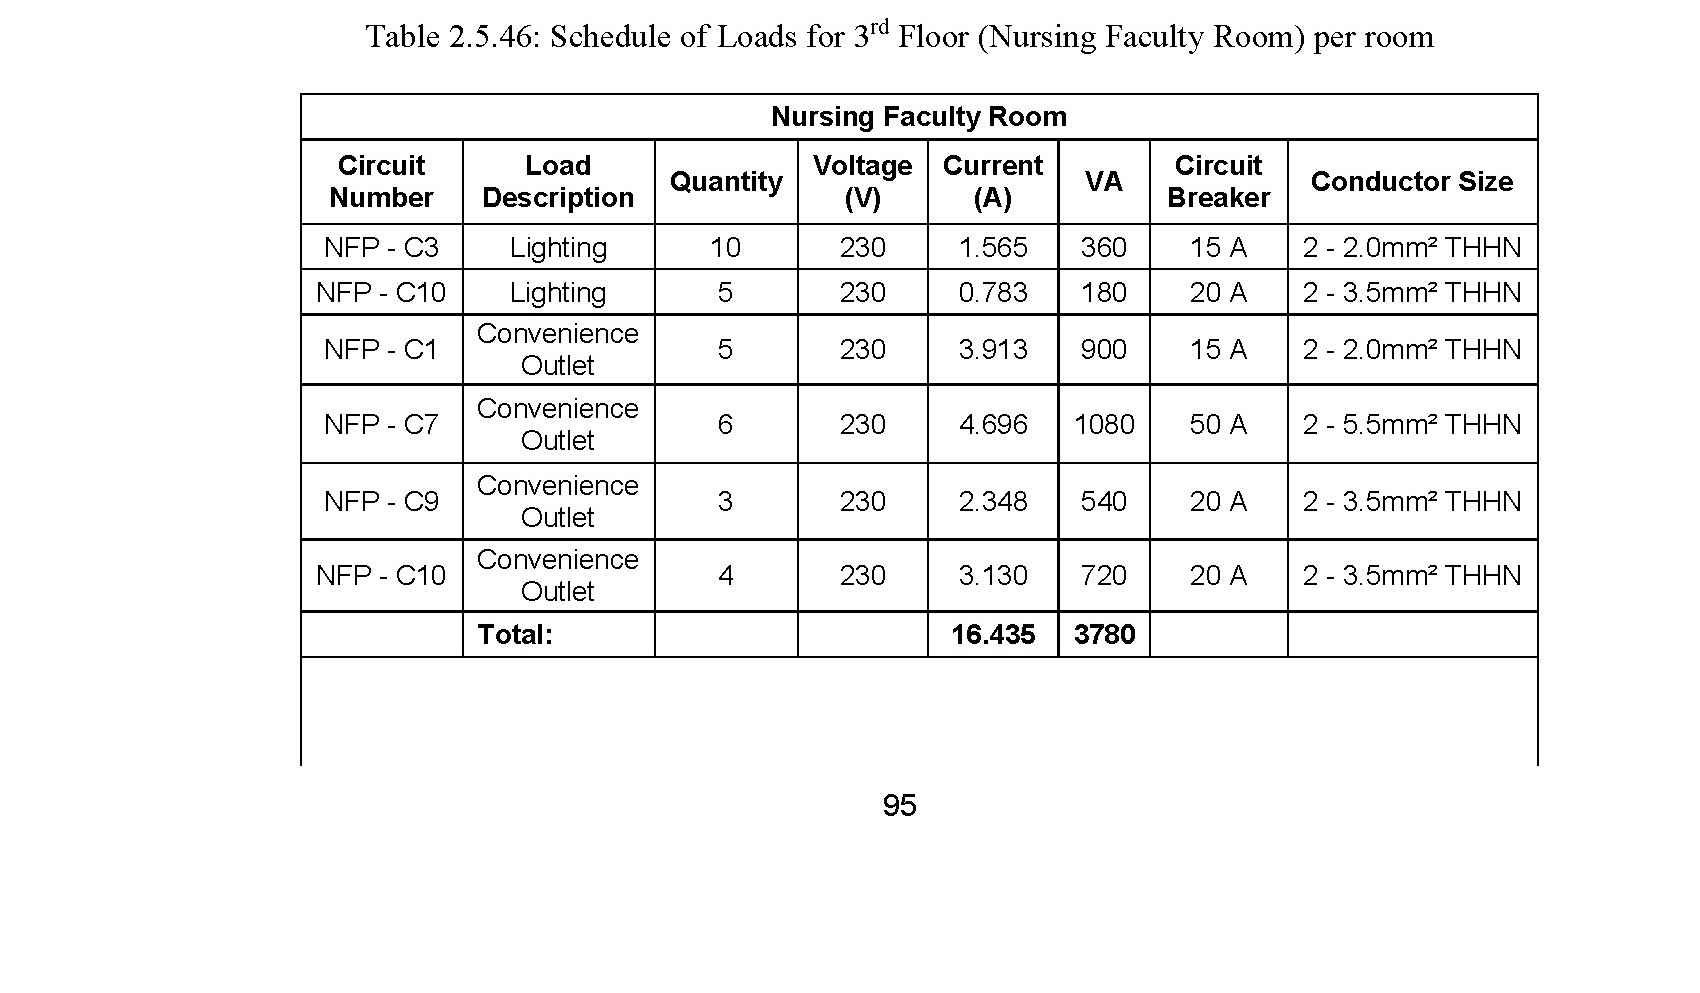 Table 2.5.46: Schedule of Loads for 3rd Floor (Nursing Faculty Room) per room
Nursing Faculty Room
Circuit Number Load Description Quantity Voltage (V) Current (A) VA Circuit Breaker Conductor Size
NFP - C3 Lighting 10 230 1.565 360 15 A 2 - 2.0mm² THHN
NFP - C10 Lighting 5 230 0.783 180 20 A 2 - 3.5mm² THHN
NFP - C1 Convenience Outlet 5 230 3.913 900 15 A 2 - 2.0mm² THHN
NFP - C7 Convenience Outlet 6 230 4.696 1080 50 A 2 - 5.5mm² THHN
NFP - C9 Convenience Outlet 3 230 2.348 540 20 A 2 - 3.5mm² THHN
NFP - C10 Convenience Outlet 4 230 3.130 720 20 A 2 - 3.5mm² THHN
Total: 16.435 3780
95